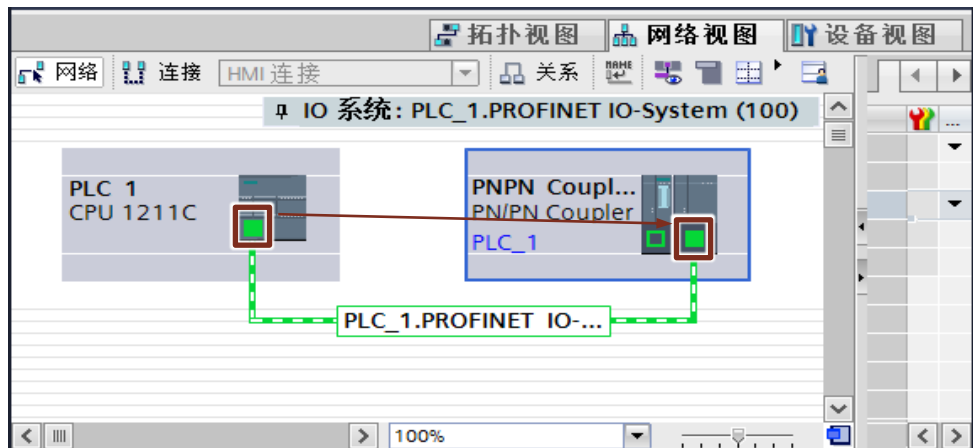 拓扑视图 网络视图 设备视图
网络 连接 HMI 连接 关系
IO 系统: PLC_1.PROFINET IO-System (100)
...
PLC 1
CPU 1211C
PNPN Coupl...
PN/PN Coupler
PLC_1
PLC_1.PROFINET IO-...
100%